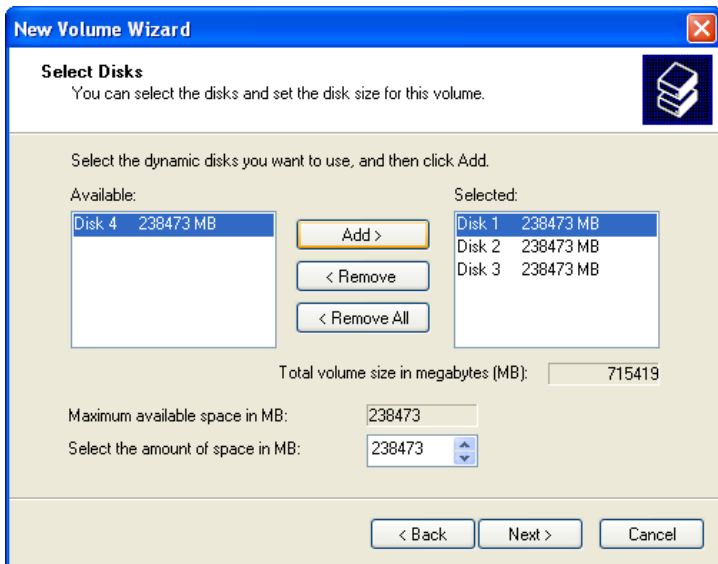 New Volume Wizard
Select Disks
You can select the disks and set the disk size for this volume.
Select the dynamic disks you want to use, and then click Add.
Available:
Selected:
Disk 4 238473 MB
Add >
< Remove
< Remove All
Disk 1 238473 MB
Disk 2 238473 MB
Disk 3 238473 MB
Total volume size in megabytes (MB): 715419
Maximum available space in MB: 238473
Select the amount of space in MB: 238473
< Back Next > Cancel